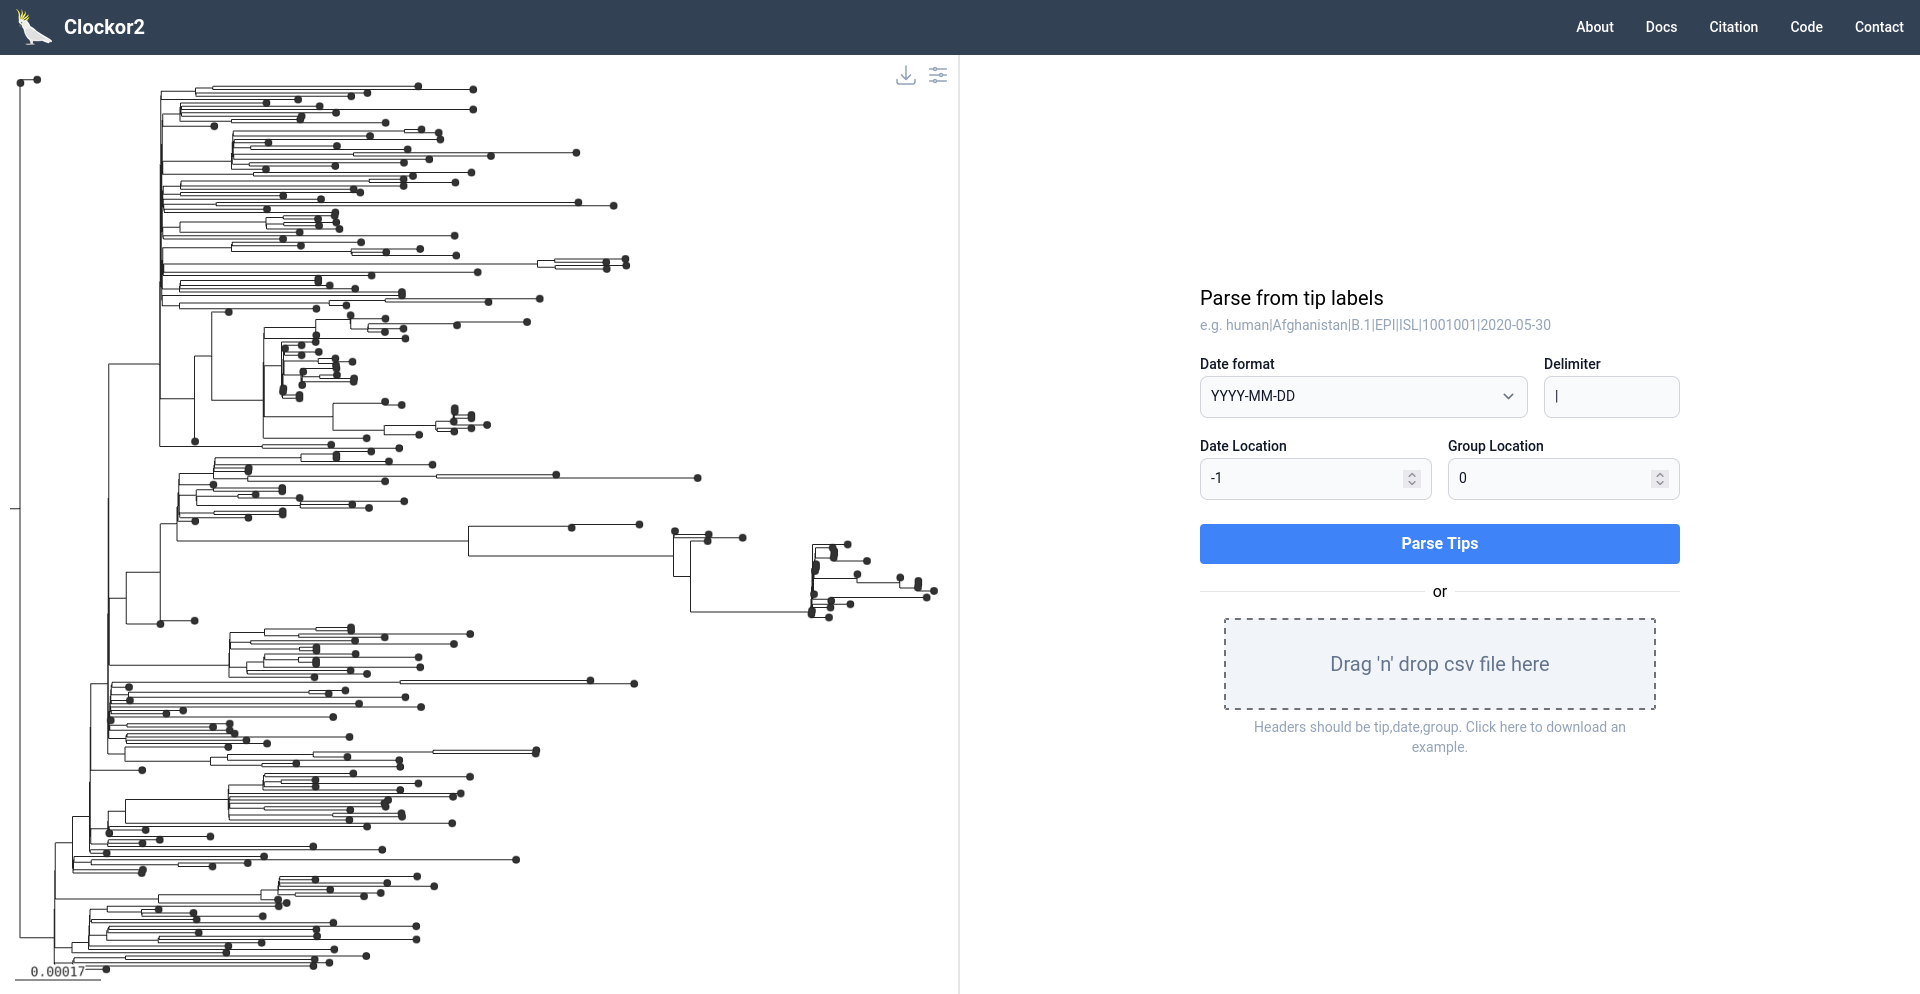 Clockor2
About Docs Citation Code Contact
0.00017
Parse from tip labels
e.g. human|Afghanistan|B.1|EPI|ISL|1001001|2020-05-30
Date format Delimiter
YYYY-MM-DD |
Date Location Group Location
-1 0
Parse Tips
or
Drag 'n' drop csv file here
Headers should be tip,date,group. Click here to download an
example.